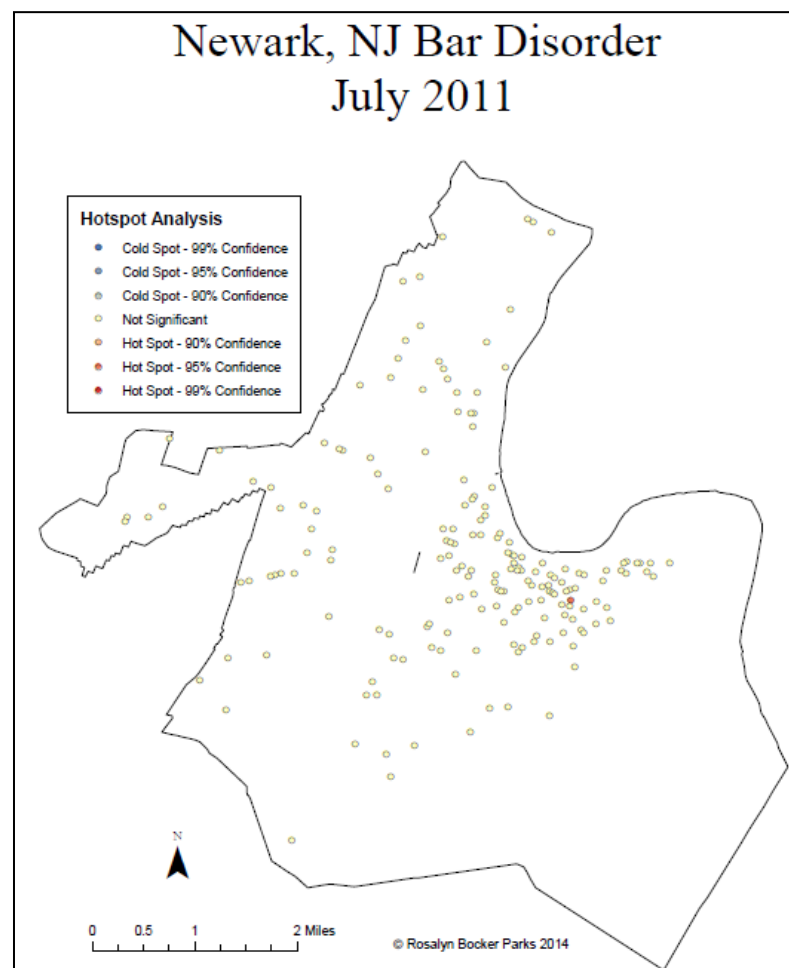 Newark, NJ Bar Disorder
July 2011
Hotspot Analysis
Cold Spot - 99% Confidence
Cold Spot - 95% Confidence
Cold Spot - 90% Confidence
Not Significant
Hot Spot - 90% Confidence
Hot Spot - 95% Confidence
Hot Spot - 99% Confidence
N
0 0.5 1 2 Miles
© Rosalyn Bocker Parks 2014